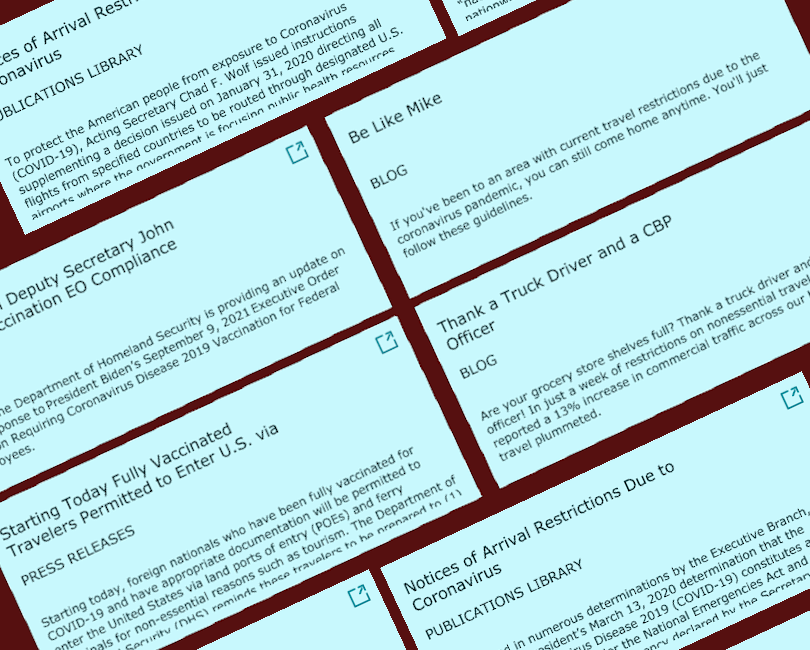 ces of Arrival Restr
onavirus
UBLICATIONS LIBRARY
To protect the American people from exposure to Coronavirus
(COVID-19), Acting Secretary Chad F. Wolf issued instructions
supplementing a decision issued on January 31, 2020 directing all
flights from specified countries to be routed through designated U.S.
airports where the government is focusing public health resources
nationw
Be Like Mike
BLOG
If you've been to an area with current travel restrictions due to the
coronavirus pandemic, you can still come home anytime. You'll just
follow these guidelines.
Deputy Secretary John
ccination EO Compliance
he Department of Homeland Security is providing an update on
ponse to President Biden's September 9, 2021 Executive Order
n Requiring Coronavirus Disease 2019 Vaccination for Federal
oyees.
Thank a Truck Driver and a CBP
Officer
BLOG
Are your grocery store shelves full? Thank a truck driver and
officer! In just a week of restrictions on nonessential travel
reported a 13% increase in commercial traffic across our
travel plummeted.
Starting Today Fully Vaccinated
Travelers Permitted to Enter U.S. via
PRESS RELEASES
Starting today, foreign nationals who have been fully vaccinated for
COVID-19 and have appropriate documentation will be permitted to
enter the United States via land ports of entry (POEs) and ferry
nals for non-essential reasons such as tourism. The Department of
Security (DHS) reminds these travelers to be prepared to (1)
Notices of Arrival Restrictions Due to
Coronavirus
PUBLICATIONS LIBRARY
d in numerous determinations by the Executive Branch,
esident's March 13, 2020 determination that the
virus Disease 2019 (COVID-19) constitutes a
r the National Emergencies Act and
ncy declared by the Secretar